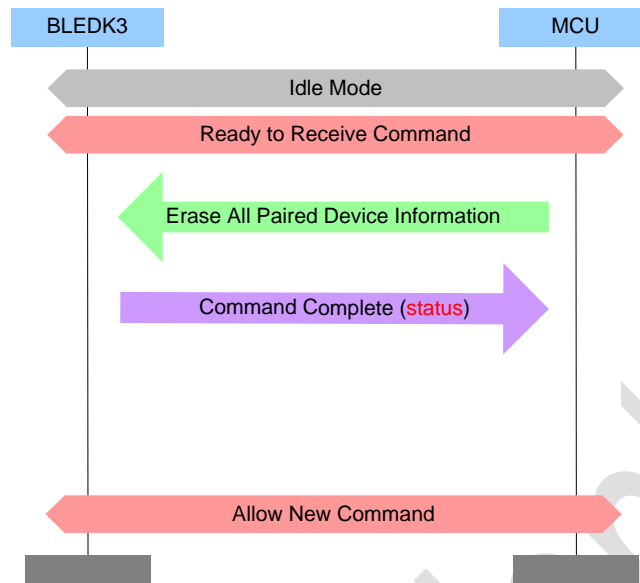 BLEDK3 MCU
Idle Mode
Ready to Receive Command
Erase All Paired Device Information
Command Complete (status)
Allow New Command